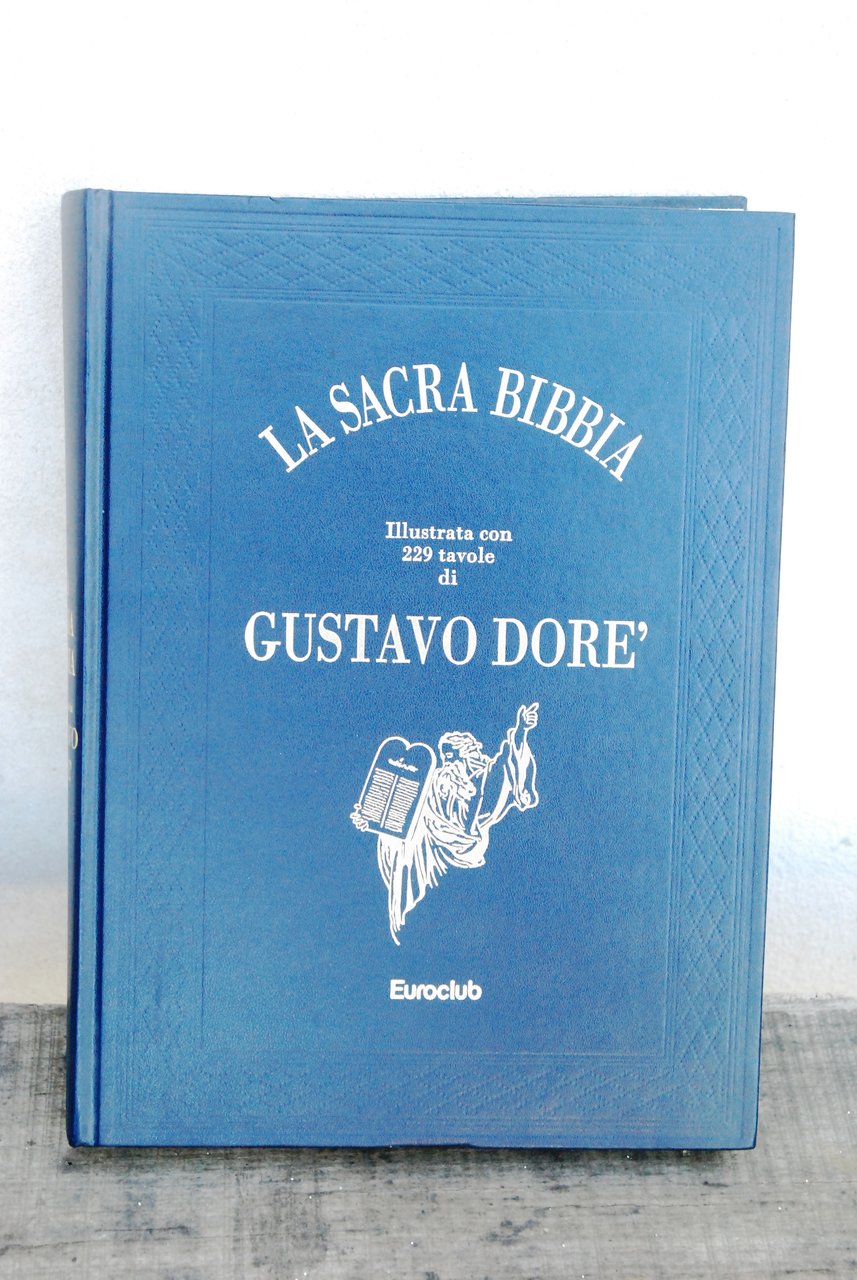 LA SACRA BIBBIA
Illustrata con
229 tavole
di
GUSTAVO DORE'
Euroclub